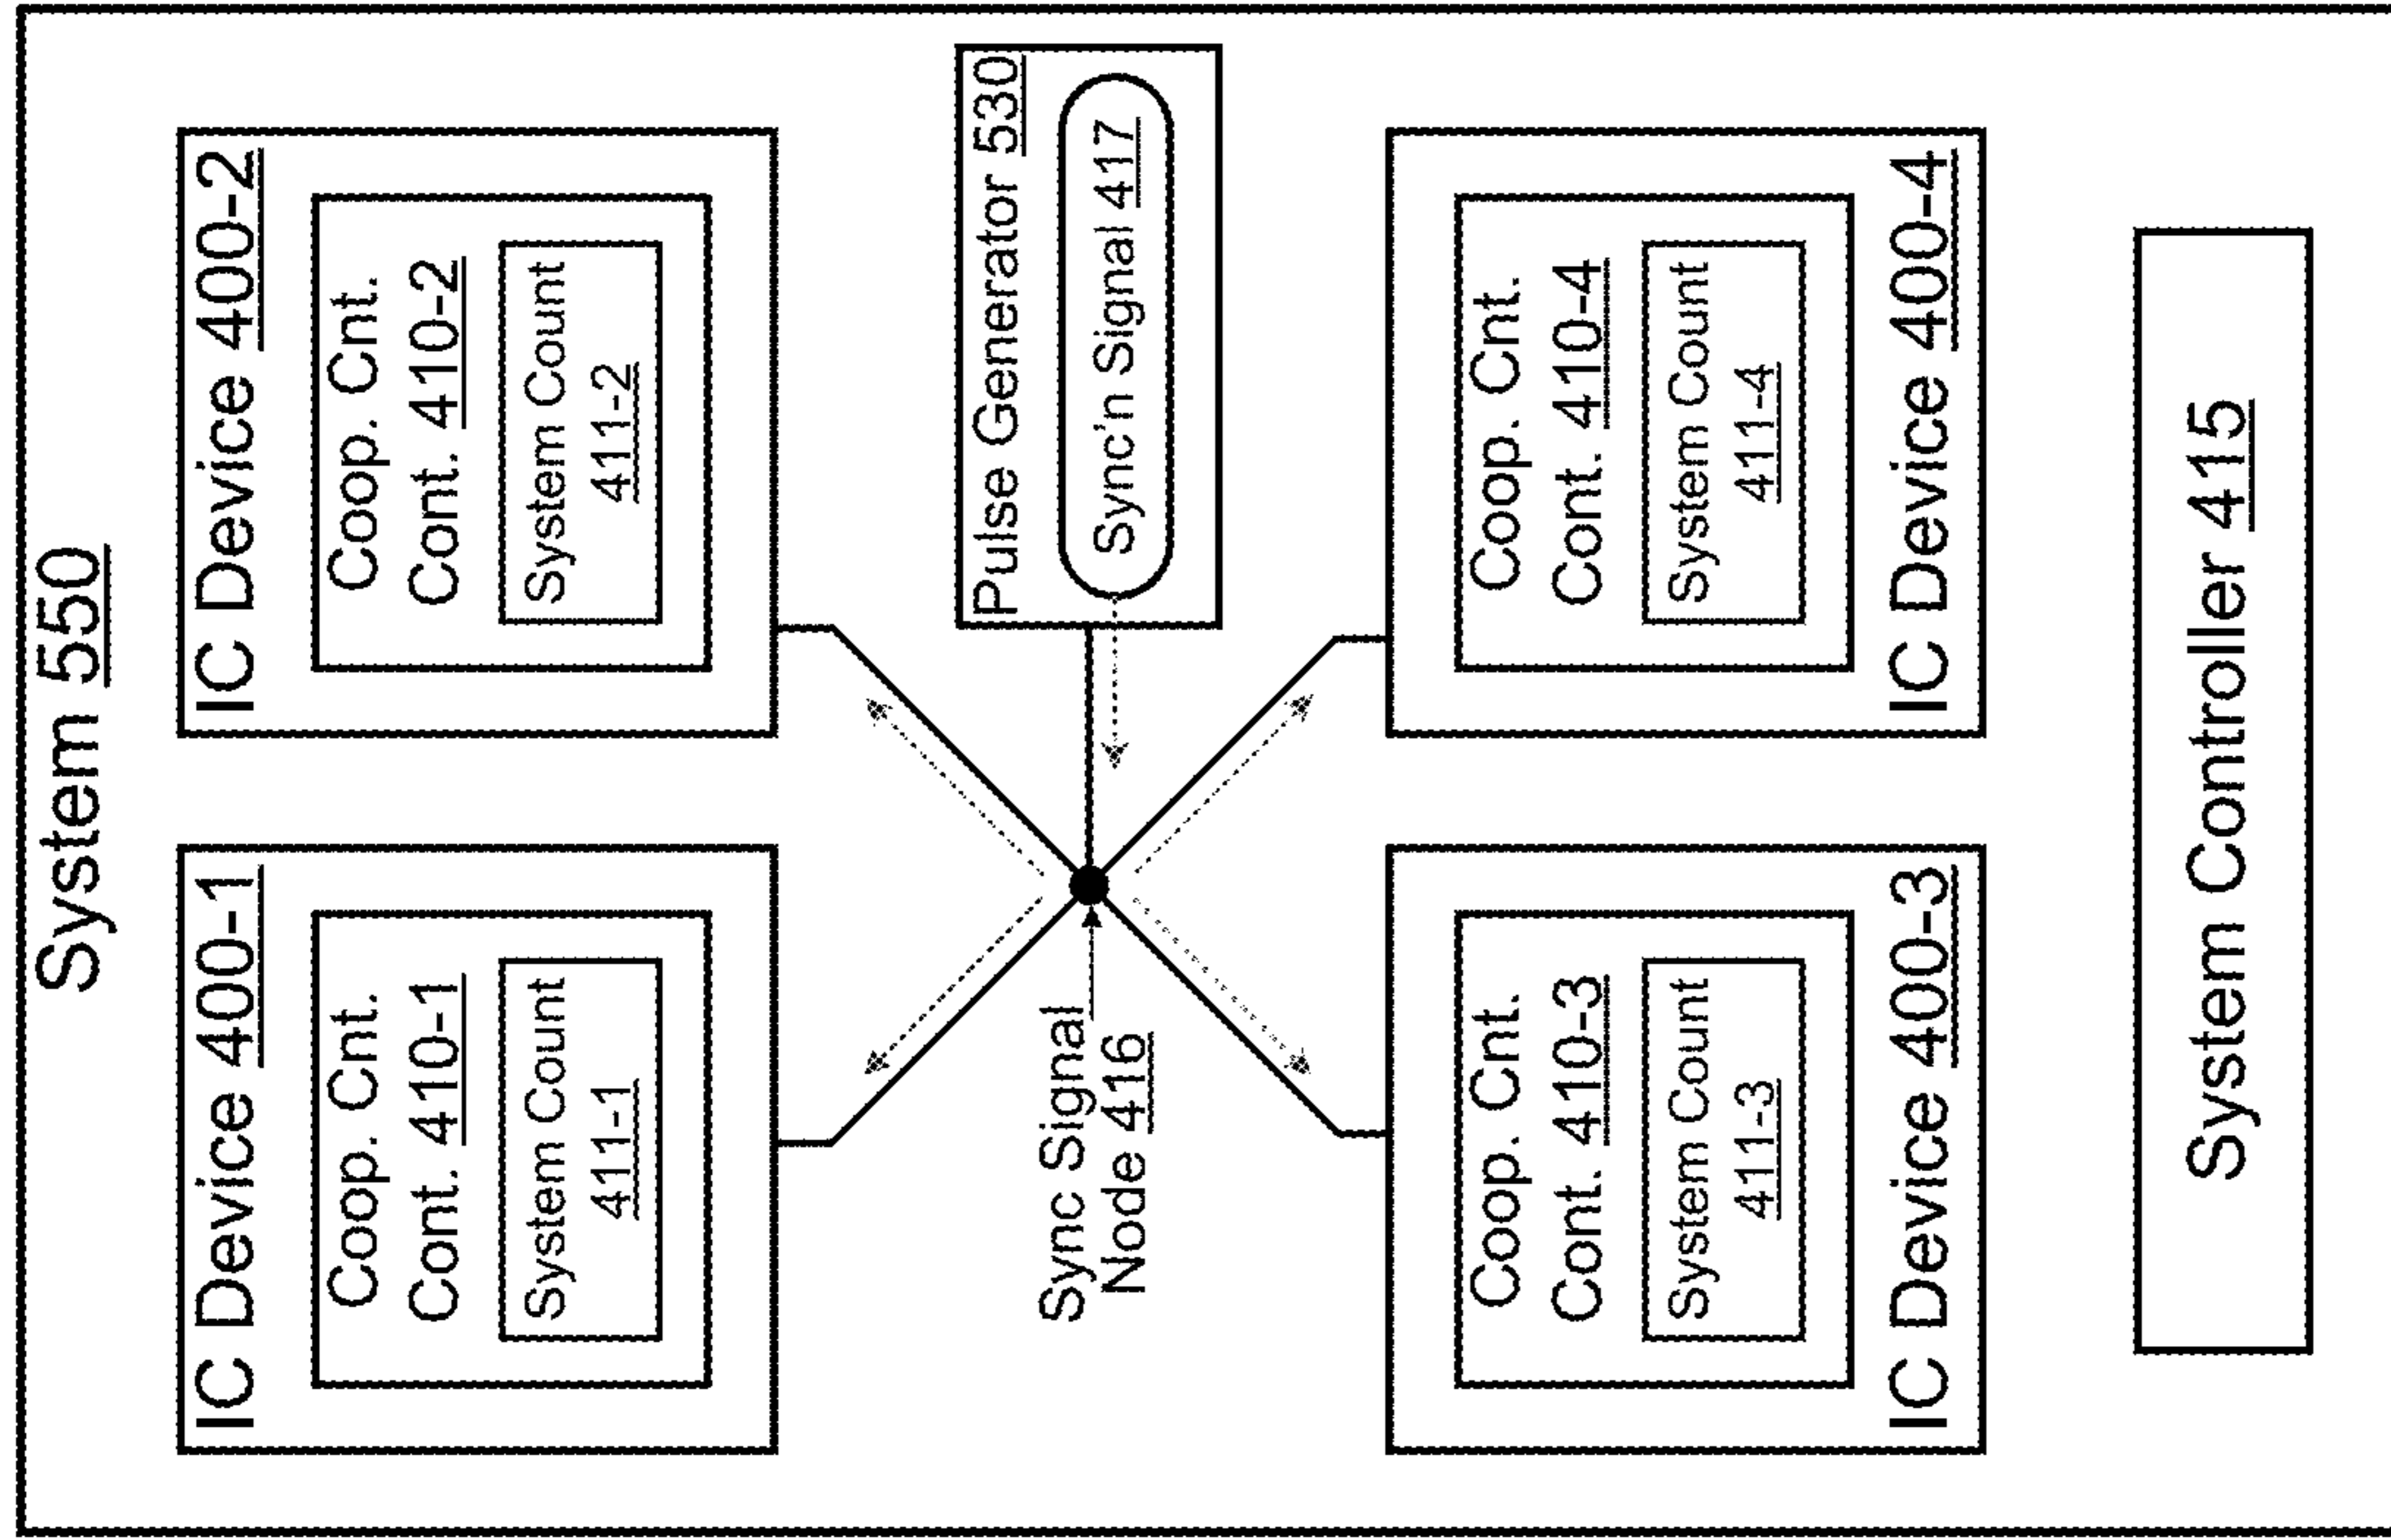 System 550
IC Device 400-1
Coop. Cnt.
Cont. 410-1
System Count
411-1
IC Device 400-2
Coop. Cnt.
Cont. 410-2
System Count
411-2
Sync Signal
Node 416
Pulse Generator 530
Sync'n Signal 417
Coop. Cnt.
Cont. 410-3
System Count
411-3
IC Device 400-3
Coop. Cnt.
Cont. 410-4
System Count
411-4
IC Device 400-4
System Controller 415